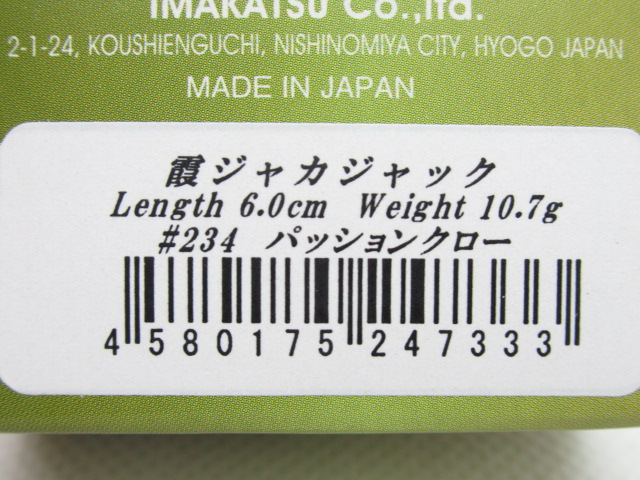 IMAKATSU Co.,ltd.
2-1-24, KOUSHIENGUCHI, NISHINOMIYA CITY, HYOGO JAPAN
MADE IN JAPAN
霞ジャカジャック
Length 6.0cm Weight 10.7g
#234 パッションクロー
4 580175 247333